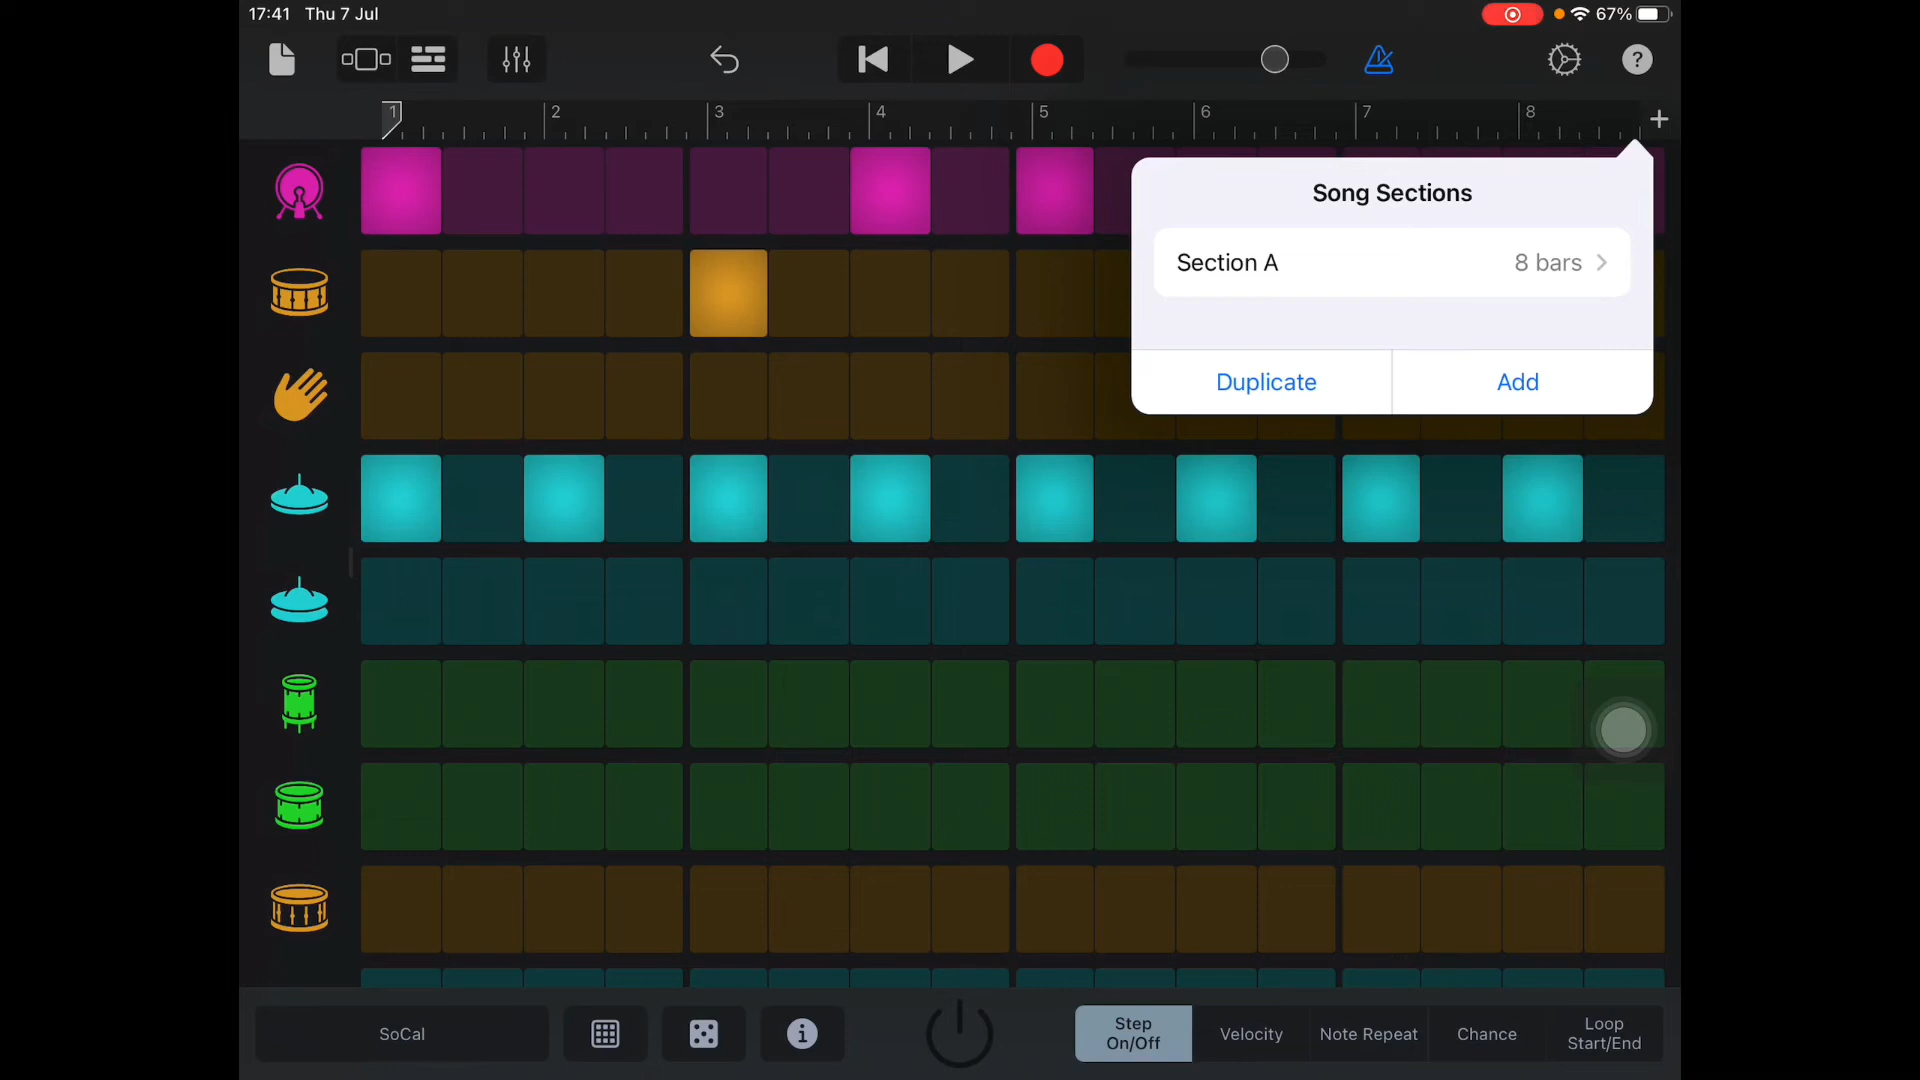 17:41 Thu 7 Jul
67%
?
1 2 3 4 5 6 7 8 +
Song Sections
Section A 8 bars
Duplicate Add
SoCal
Step
On/Off
Velocity
Note Repeat
Chance
Loop
Start/End